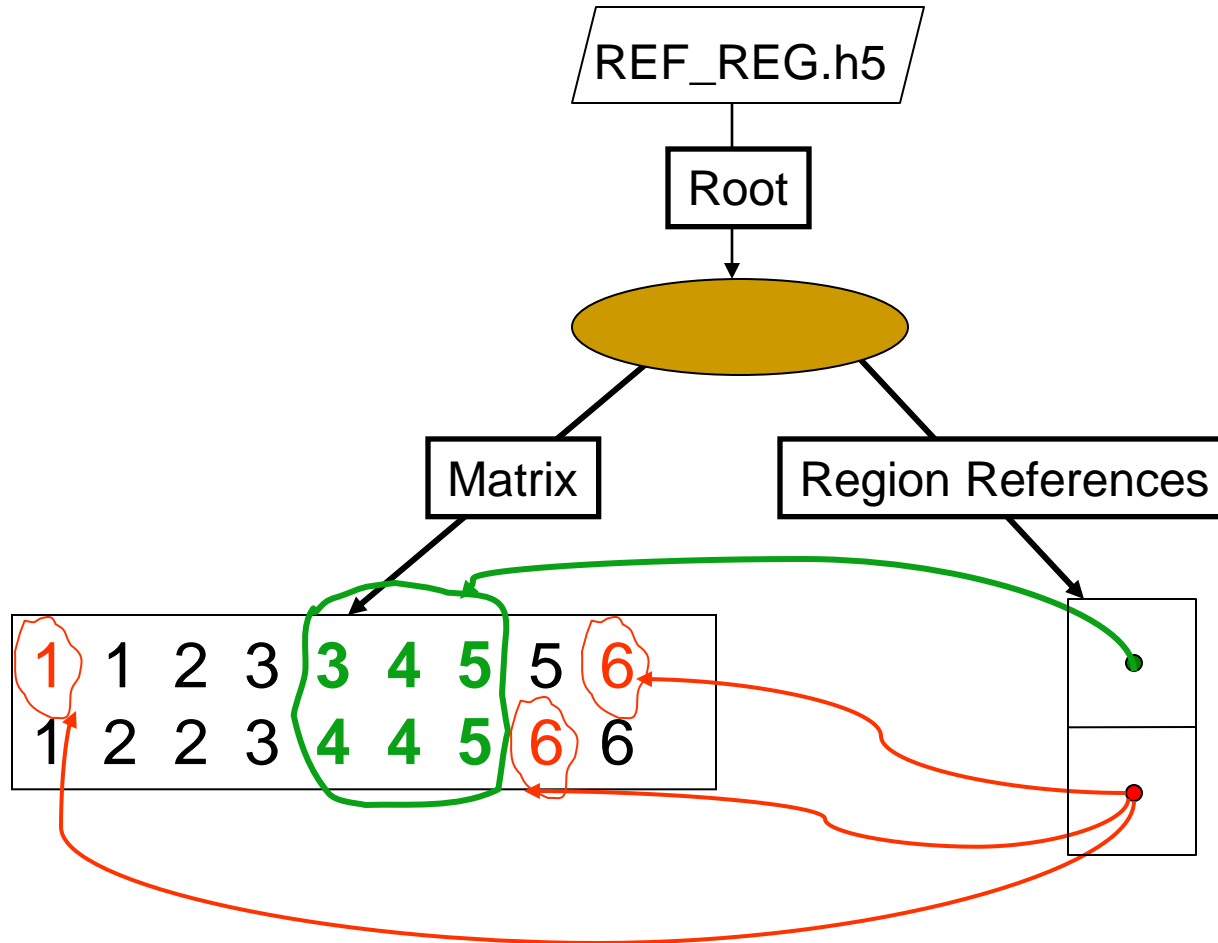 REF_REG.h5
Root
Matrix
Region References
1 1 2 3 3 4 5 5 6
1 2 2 3 4 4 5 6 6